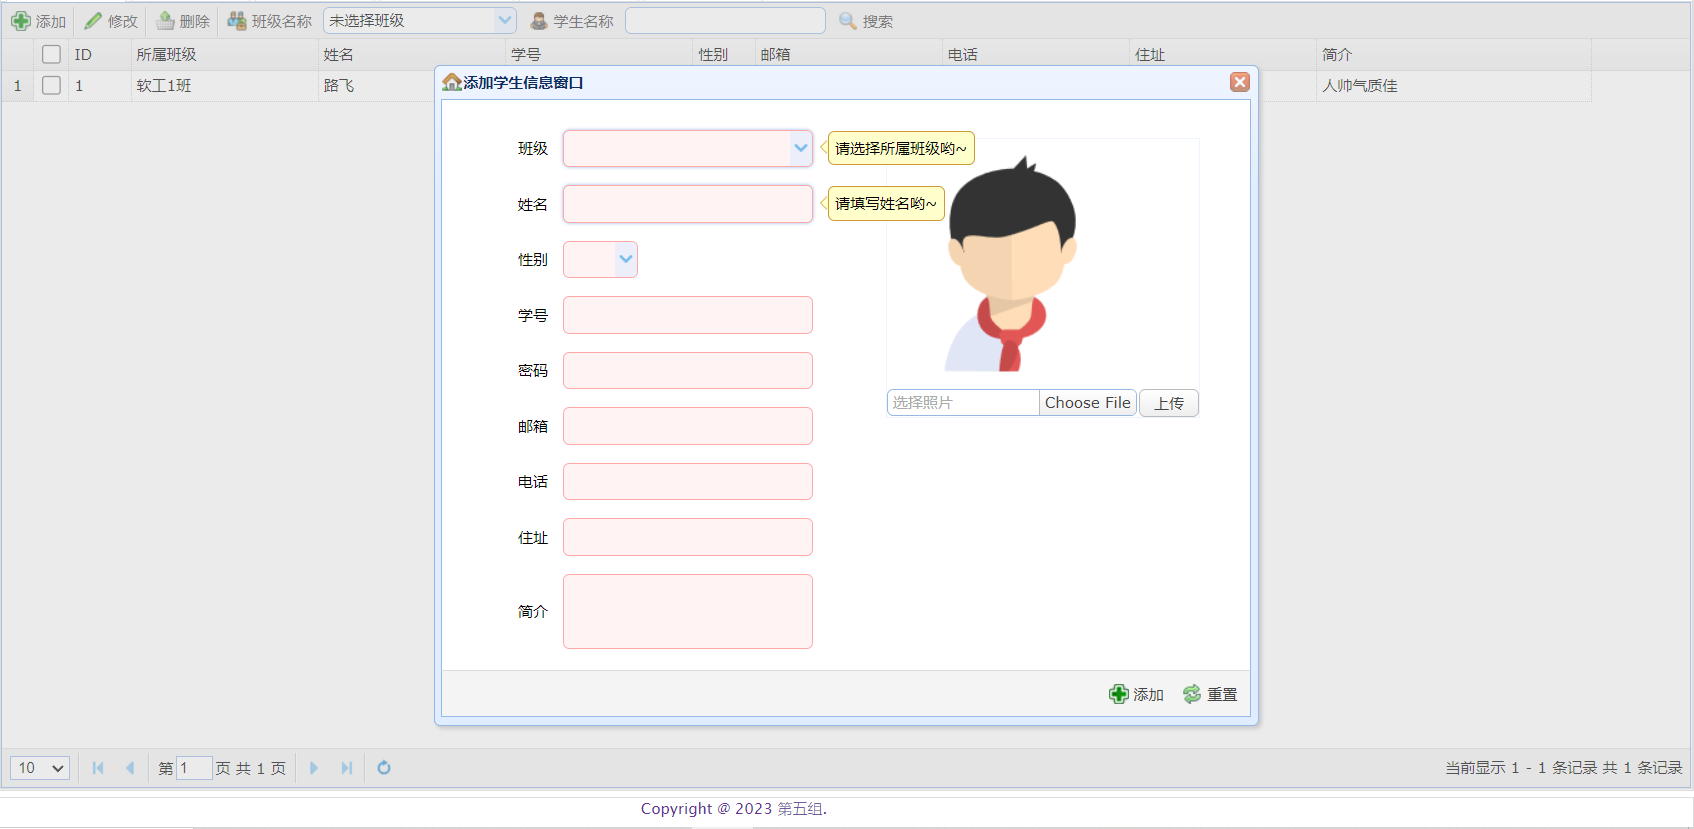 添加 修改 删除 班级名称 未选择班级 学生名称 搜索
ID 所属班级 姓名 学号 性别 邮箱 电话 住址 简介
1 1 软工1班 路飞 人帅气质佳
添加学生信息窗口
班级 请选择所属班级哟~
姓名 请填写姓名哟~
性别
学号
密码
选择照片 Choose File 上传
邮箱
电话
住址
简介
添加 重置
10 第 1 页 共 1 页 当前显示 1 - 1 条记录 共 1 条记录
Copyright @ 2023 第五组.